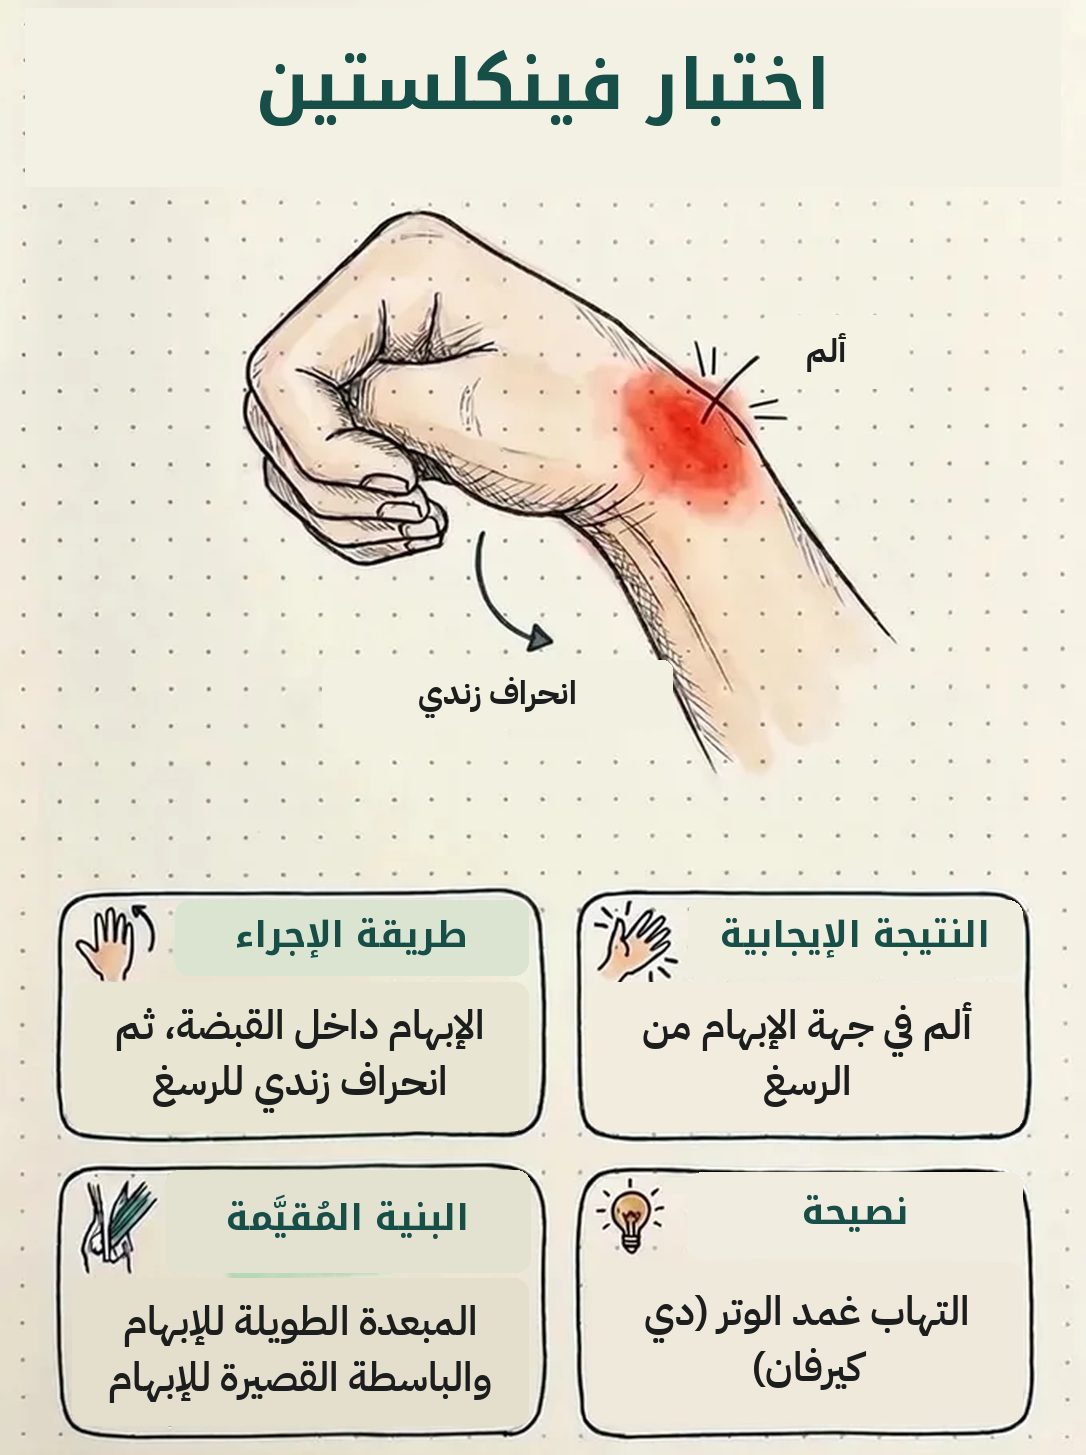 اختبار فينكلستين
ألم
انحراف زندي
النتيجة الإيجابية
ألم في جهة الإبهام من
الرسغ
طريقة الإجراء
الإبهام داخل القبضة، ثم
انحراف زندي للرسغ
نصيحة
التهاب غمد الوتر (دي
كيرفان)
البنية المُقيَّمة
المبعدة الطويلة للإبهام
والباسطة القصيرة للإبهام